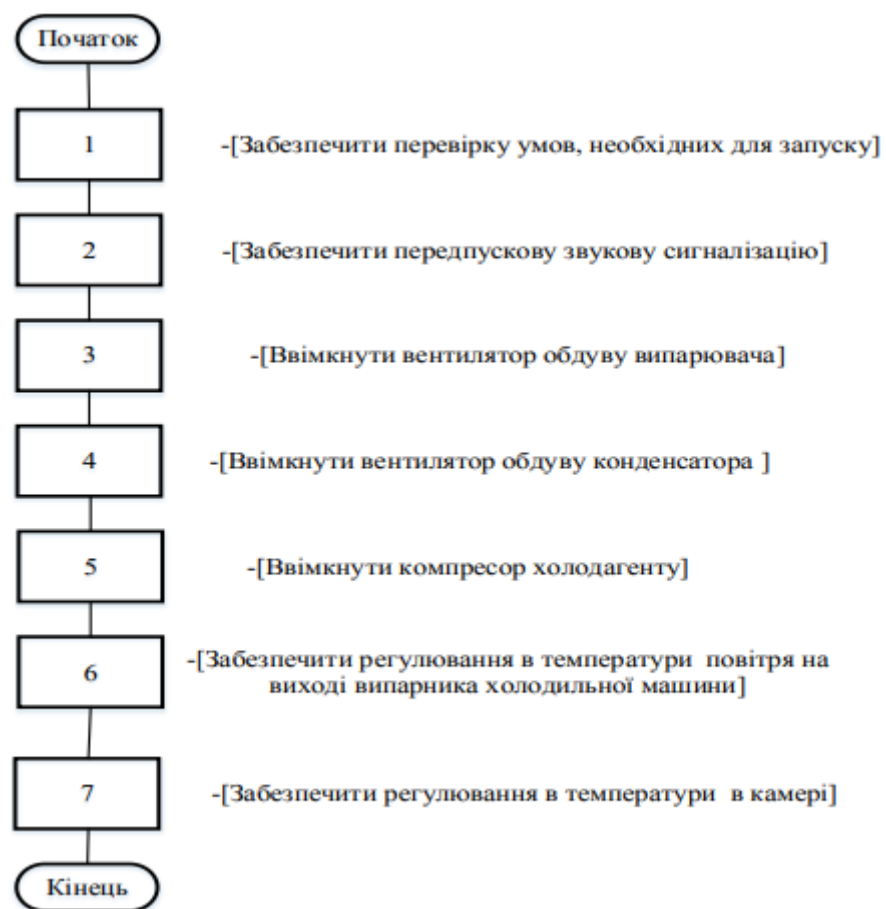 Початок
1 -[Забезпечити перевірку умов, необхідних для запуску]
2 -[Забезпечити передпускову звукову сигналізацію]
3 -[Ввімкнути вентилятор обдуву випарювача]
4 -[Ввімкнути вентилятор обдуву конденсатора ]
5 -[Ввімкнути компресор холодагенту]
6 -[Забезпечити регулювання в температури повітря на
виході випарника холодильної машини]
7 -[Забезпечити регулювання в температури в камері]
Кінець